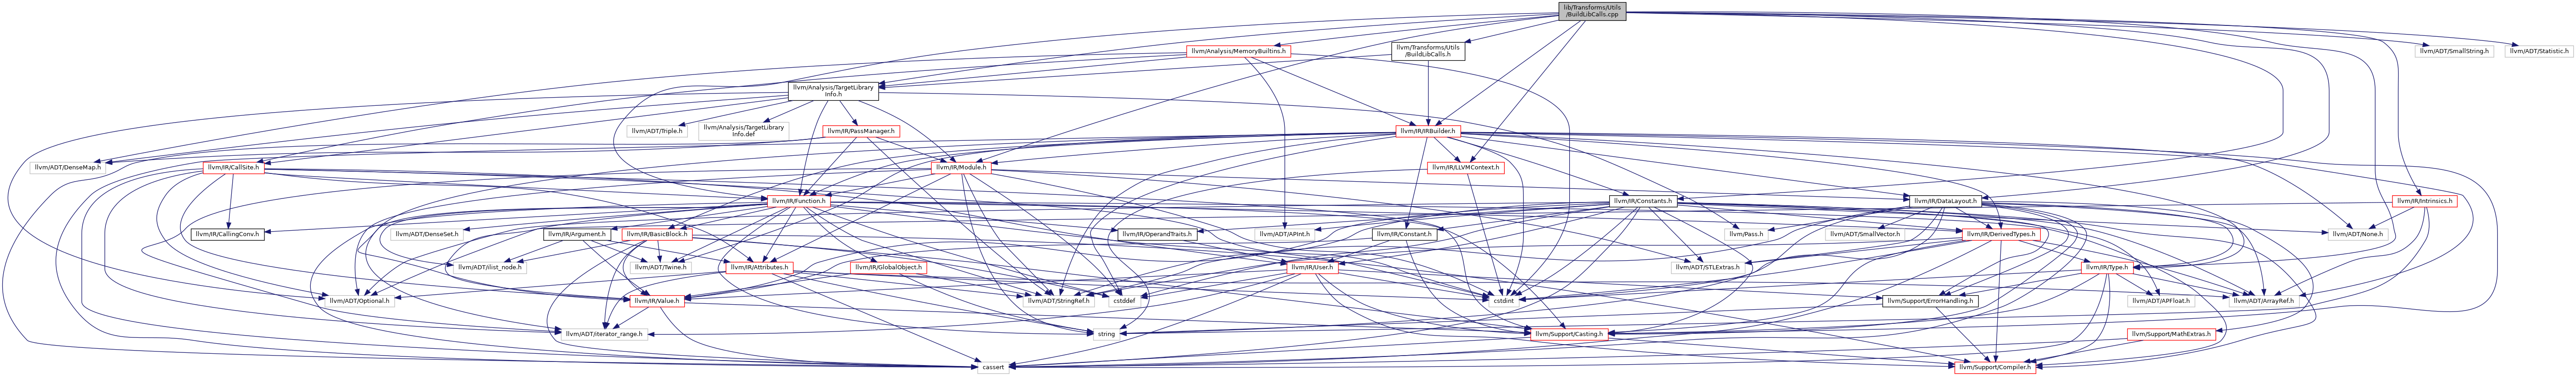 lib/Transforms/Utils
/BuildLibCalls.cpp
llvm/Analysis/MemoryBuiltins.h
llvm/Transforms/Utils
/BuildLibCalls.h
llvm/ADT/SmallString.h
llvm/ADT/Statistic.h
llvm/Analysis/TargetLibrary
Info.h
llvm/ADT/Triple.h
llvm/Analysis/TargetLibrary
Info.def
llvm/IR/PassManager.h
llvm/IR/IRBuilder.h
llvm/ADT/DenseMap.h
llvm/IR/CallSite.h
llvm/IR/Module.h
llvm/IR/LLVMContext.h
llvm/IR/Function.h
llvm/IR/Constants.h
llvm/IR/DataLayout.h
llvm/IR/Intrinsics.h
llvm/IR/CallingConv.h
llvm/ADT/DenseSet.h
llvm/IR/Argument.h
llvm/IR/BasicBlock.h
llvm/IR/OperandTraits.h
llvm/ADT/APInt.h
llvm/IR/Constant.h
llvm/Pass.h
llvm/ADT/SmallVector.h
llvm/IR/DerivedTypes.h
llvm/ADT/None.h
llvm/ADT/ilist_node.h
llvm/ADT/Twine.h
llvm/IR/Attributes.h
llvm/IR/GlobalObject.h
llvm/IR/User.h
llvm/ADT/STLExtras.h
llvm/IR/Type.h
llvm/ADT/Optional.h
llvm/IR/Value.h
llvm/ADT/StringRef.h
cstddef
cstdint
llvm/Support/ErrorHandling.h
llvm/ADT/APFloat.h
llvm/ADT/ArrayRef.h
llvm/ADT/iterator_range.h
string
llvm/Support/Casting.h
llvm/Support/MathExtras.h
cassert
llvm/Support/Compiler.h